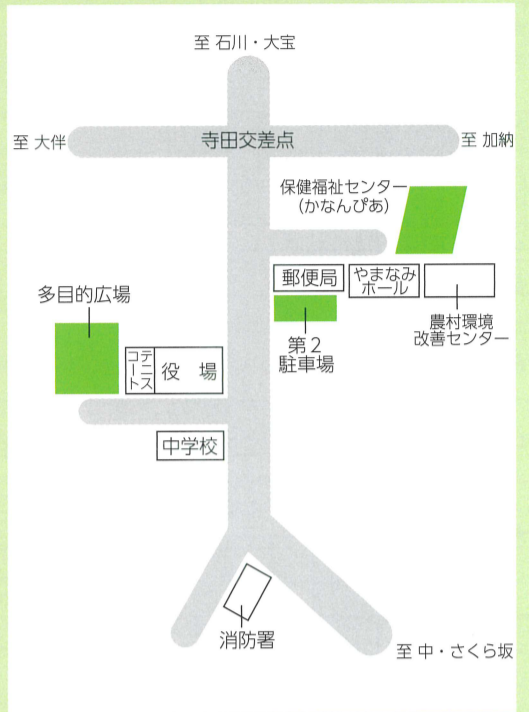 至 石川・大宝
至 大伴
寺田交差点
至 加納
保健福祉センター
(かなんぴあ)
郵便局
やまなみ
ホール
多目的広場
農村環境
改善センター
第2
駐車場
テニス
コート
役 場
中学校
消防署
至 中・さくら坂